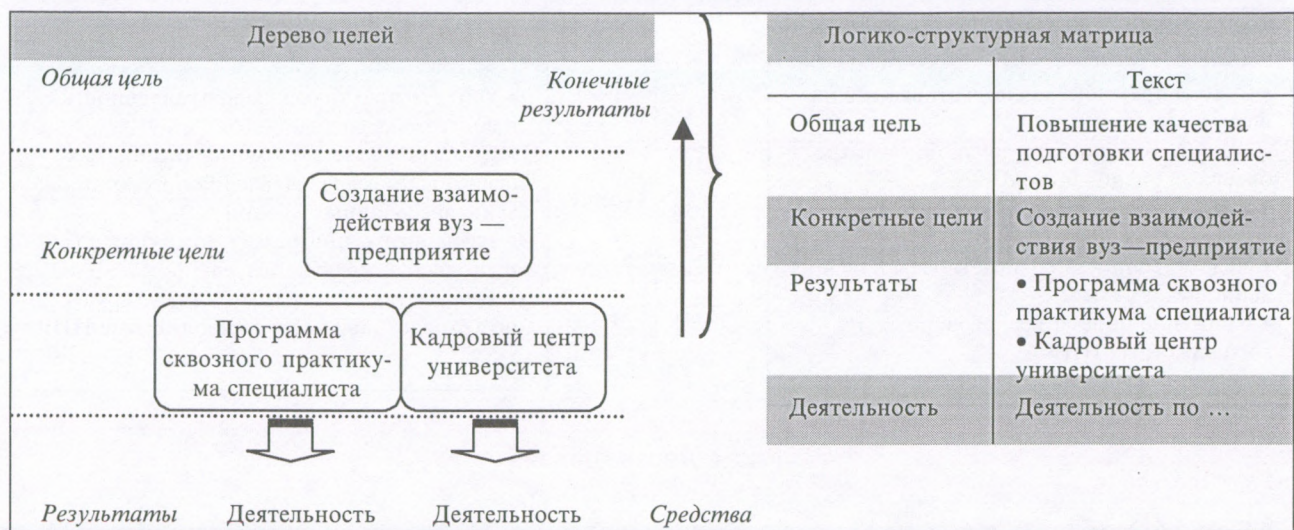 Дерево целей
Общая цель
Конечные
результаты
Создание взаимо-
действия вуз —
предприятие
Конкретные цели
Программа
сквозного практику-
ма специалиста
Кадровый центр
университета
Результаты
Деятельность
Деятельность
Средства
Логико-структурная матрица
Текст
Общая цель
Повышение качества
подготовки специалис-
тов
Конкретные цели
Создание взаимодей-
ствия вуз—предприятие
Результаты
• Программа сквозного
практикума специалиста
• Кадровый центр
университета
Деятельность
Деятельность по ...